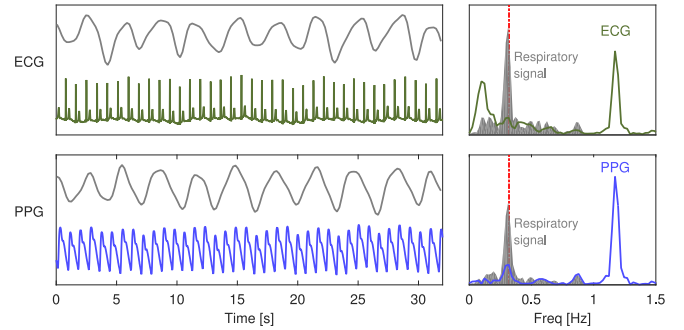 ECG
ECG
Respiratory
signal
PPG
PPG
Respiratory
signal
0 5 10 15 20 25 30
0 0.5 1 1.5
Time [s]
Freq [Hz]